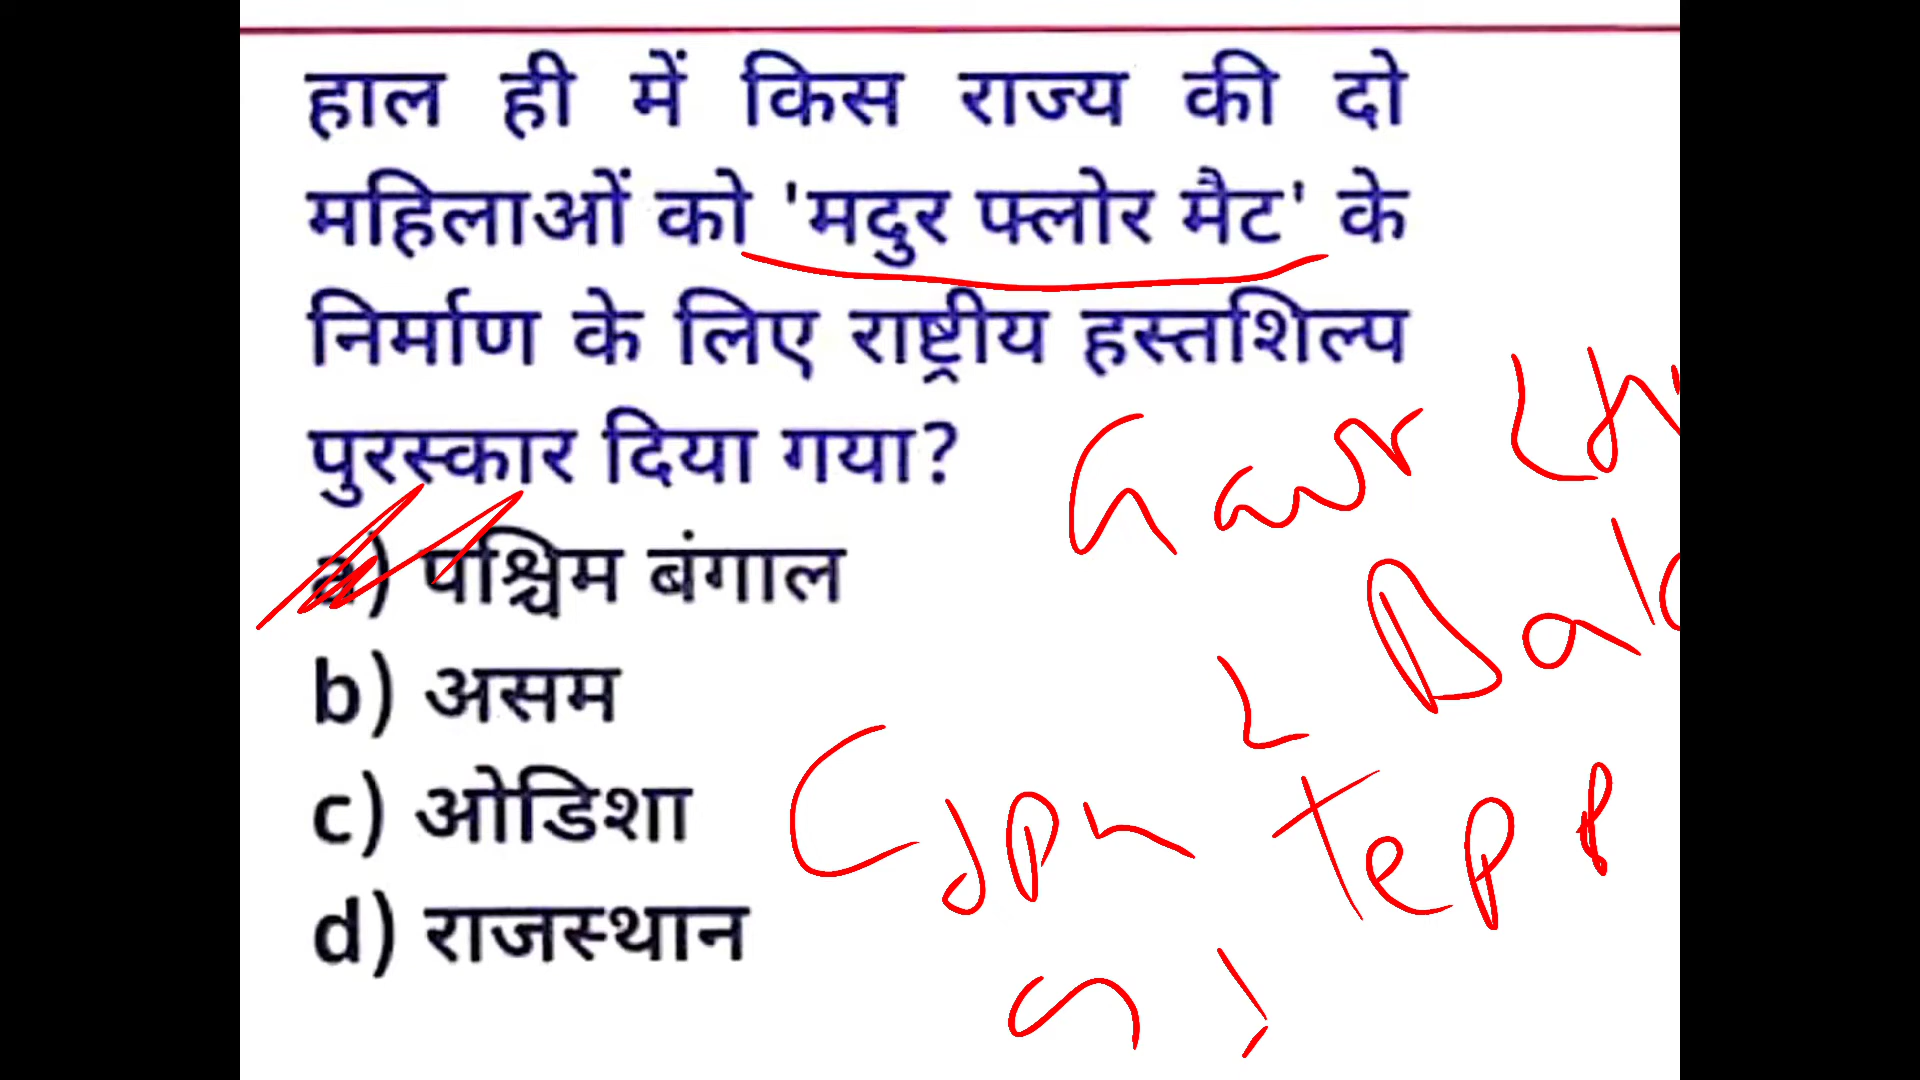 हाल ही में किस राज्य की दो
महिलाओं को 'मदुर फ्लोर मैट' के
निर्माण के लिए राष्ट्रीय हस्तशिल्प
पुरस्कार दिया गया?
a) पश्चिम बंगाल
b) असम
c) ओडिशा
d) राजस्थान